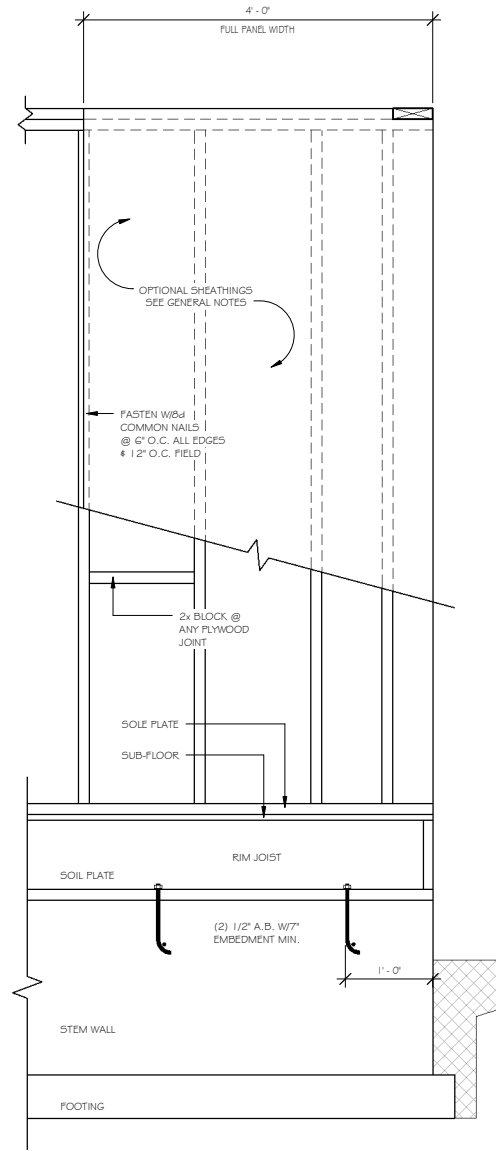 4' - 0"
FULL PANEL WIDTH
OPTIONAL SHEATHINGS
SEE GENERAL NOTES
FASTEN W/8d
COMMON NAILS
@ 6" O.C. ALL EDGES
& 12" O.C. FIELD
2x BLOCK @
ANY PLYWOOD
JOINT
SOLE PLATE
SUB-FLOOR
RIM JOIST
SOIL PLATE
(2) 1/2" A.B. W/7"
EMBEDMENT MIN.
1' - 0"
STEM WALL
FOOTING